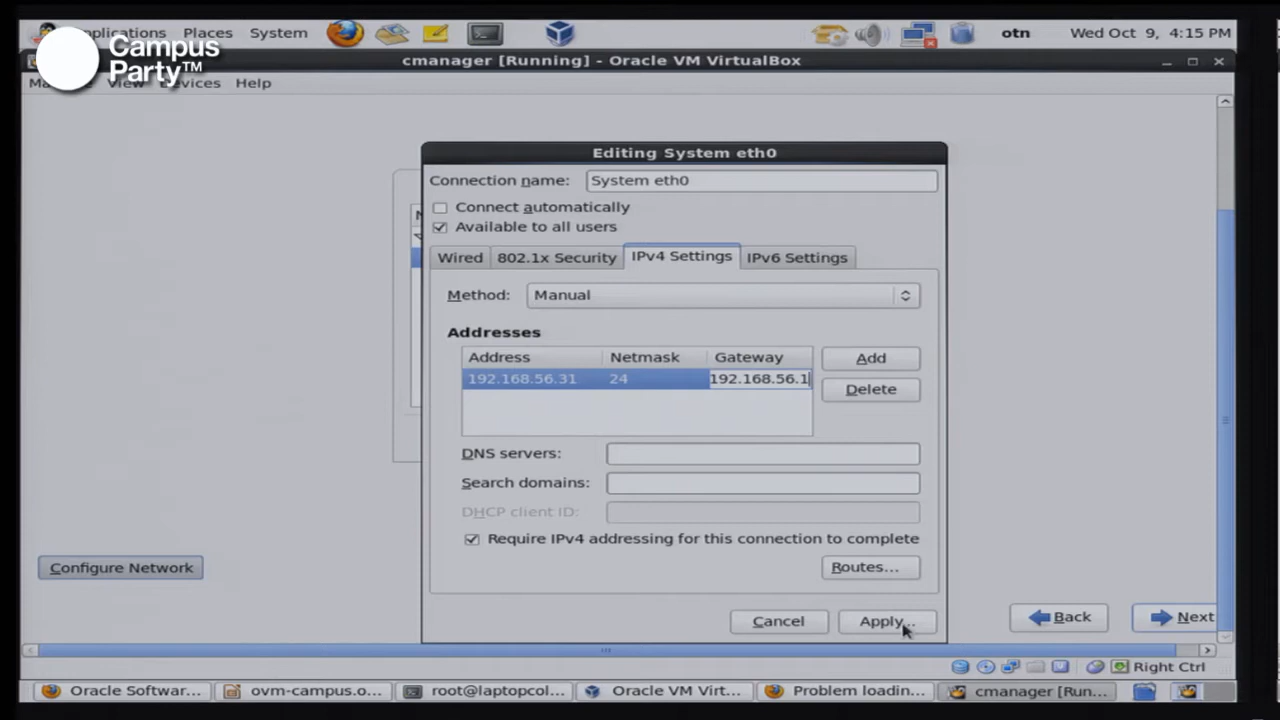 Applications Places System otn Wed Oct 9, 4:15 PM
Campus
Party™
cmanager [Running] - Oracle VM VirtualBox
View Devices Help
Editing System eth0
Connection name: System eth0
Connect automatically
Available to all users
Wired 802.1x Security IPv4 Settings IPv6 Settings
Method: Manual
Addresses
Address Netmask Gateway Add
192.168.56.31 24 192.168.56.1
Delete
DNS servers:
Search domains:
DHCP client ID:
Require IPv4 addressing for this connection to complete
Configure Network Routes...
Cancel Apply... Back Next
Right Ctrl
Oracle Softwar... ovm-campus.o... root@laptopcol... Oracle VM Virt... Problem loadin... cmanager [Run...